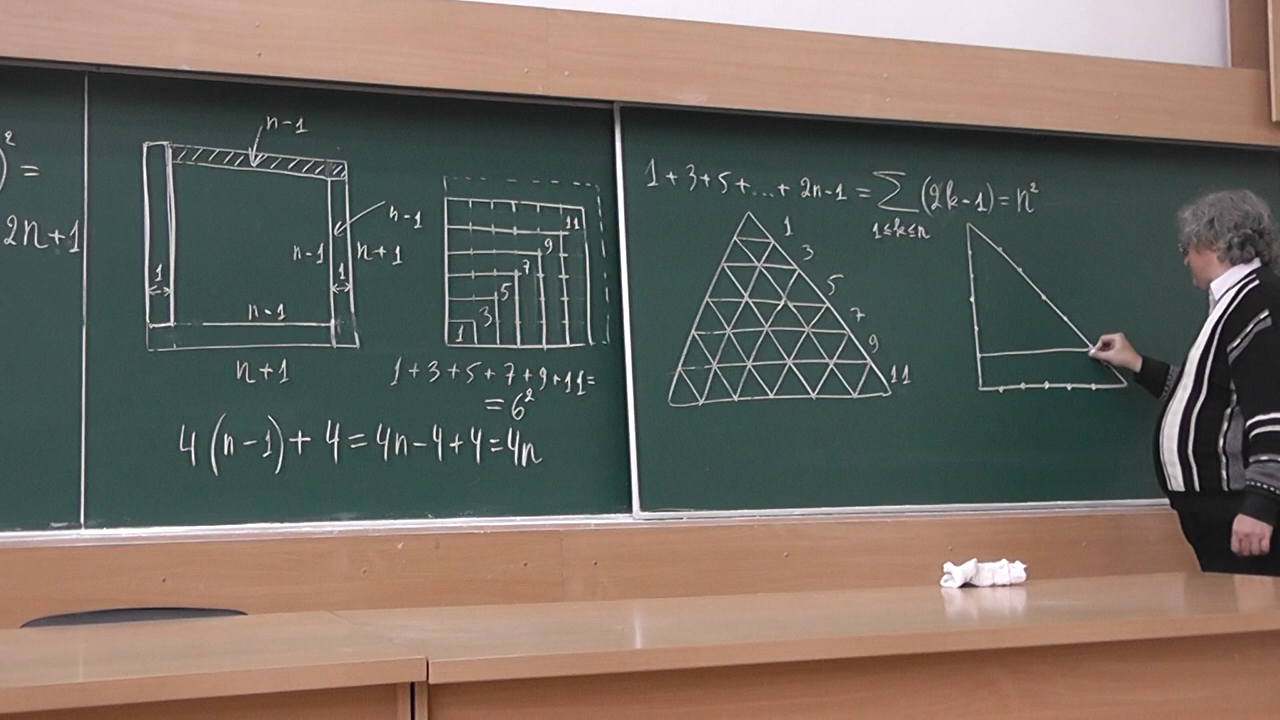 )² =
2n+1
n-1
n-1
n-1
n+1
1
1
n-1
n+1
11
9
7
5
3
1
1+3+5+7+9+11=
=6²
4(n-1)+4=4n-4+4=4n
1+3+5+...+2n-1=∑(2k-1)=n²
1≤k≤n
1
3
5
7
9
11